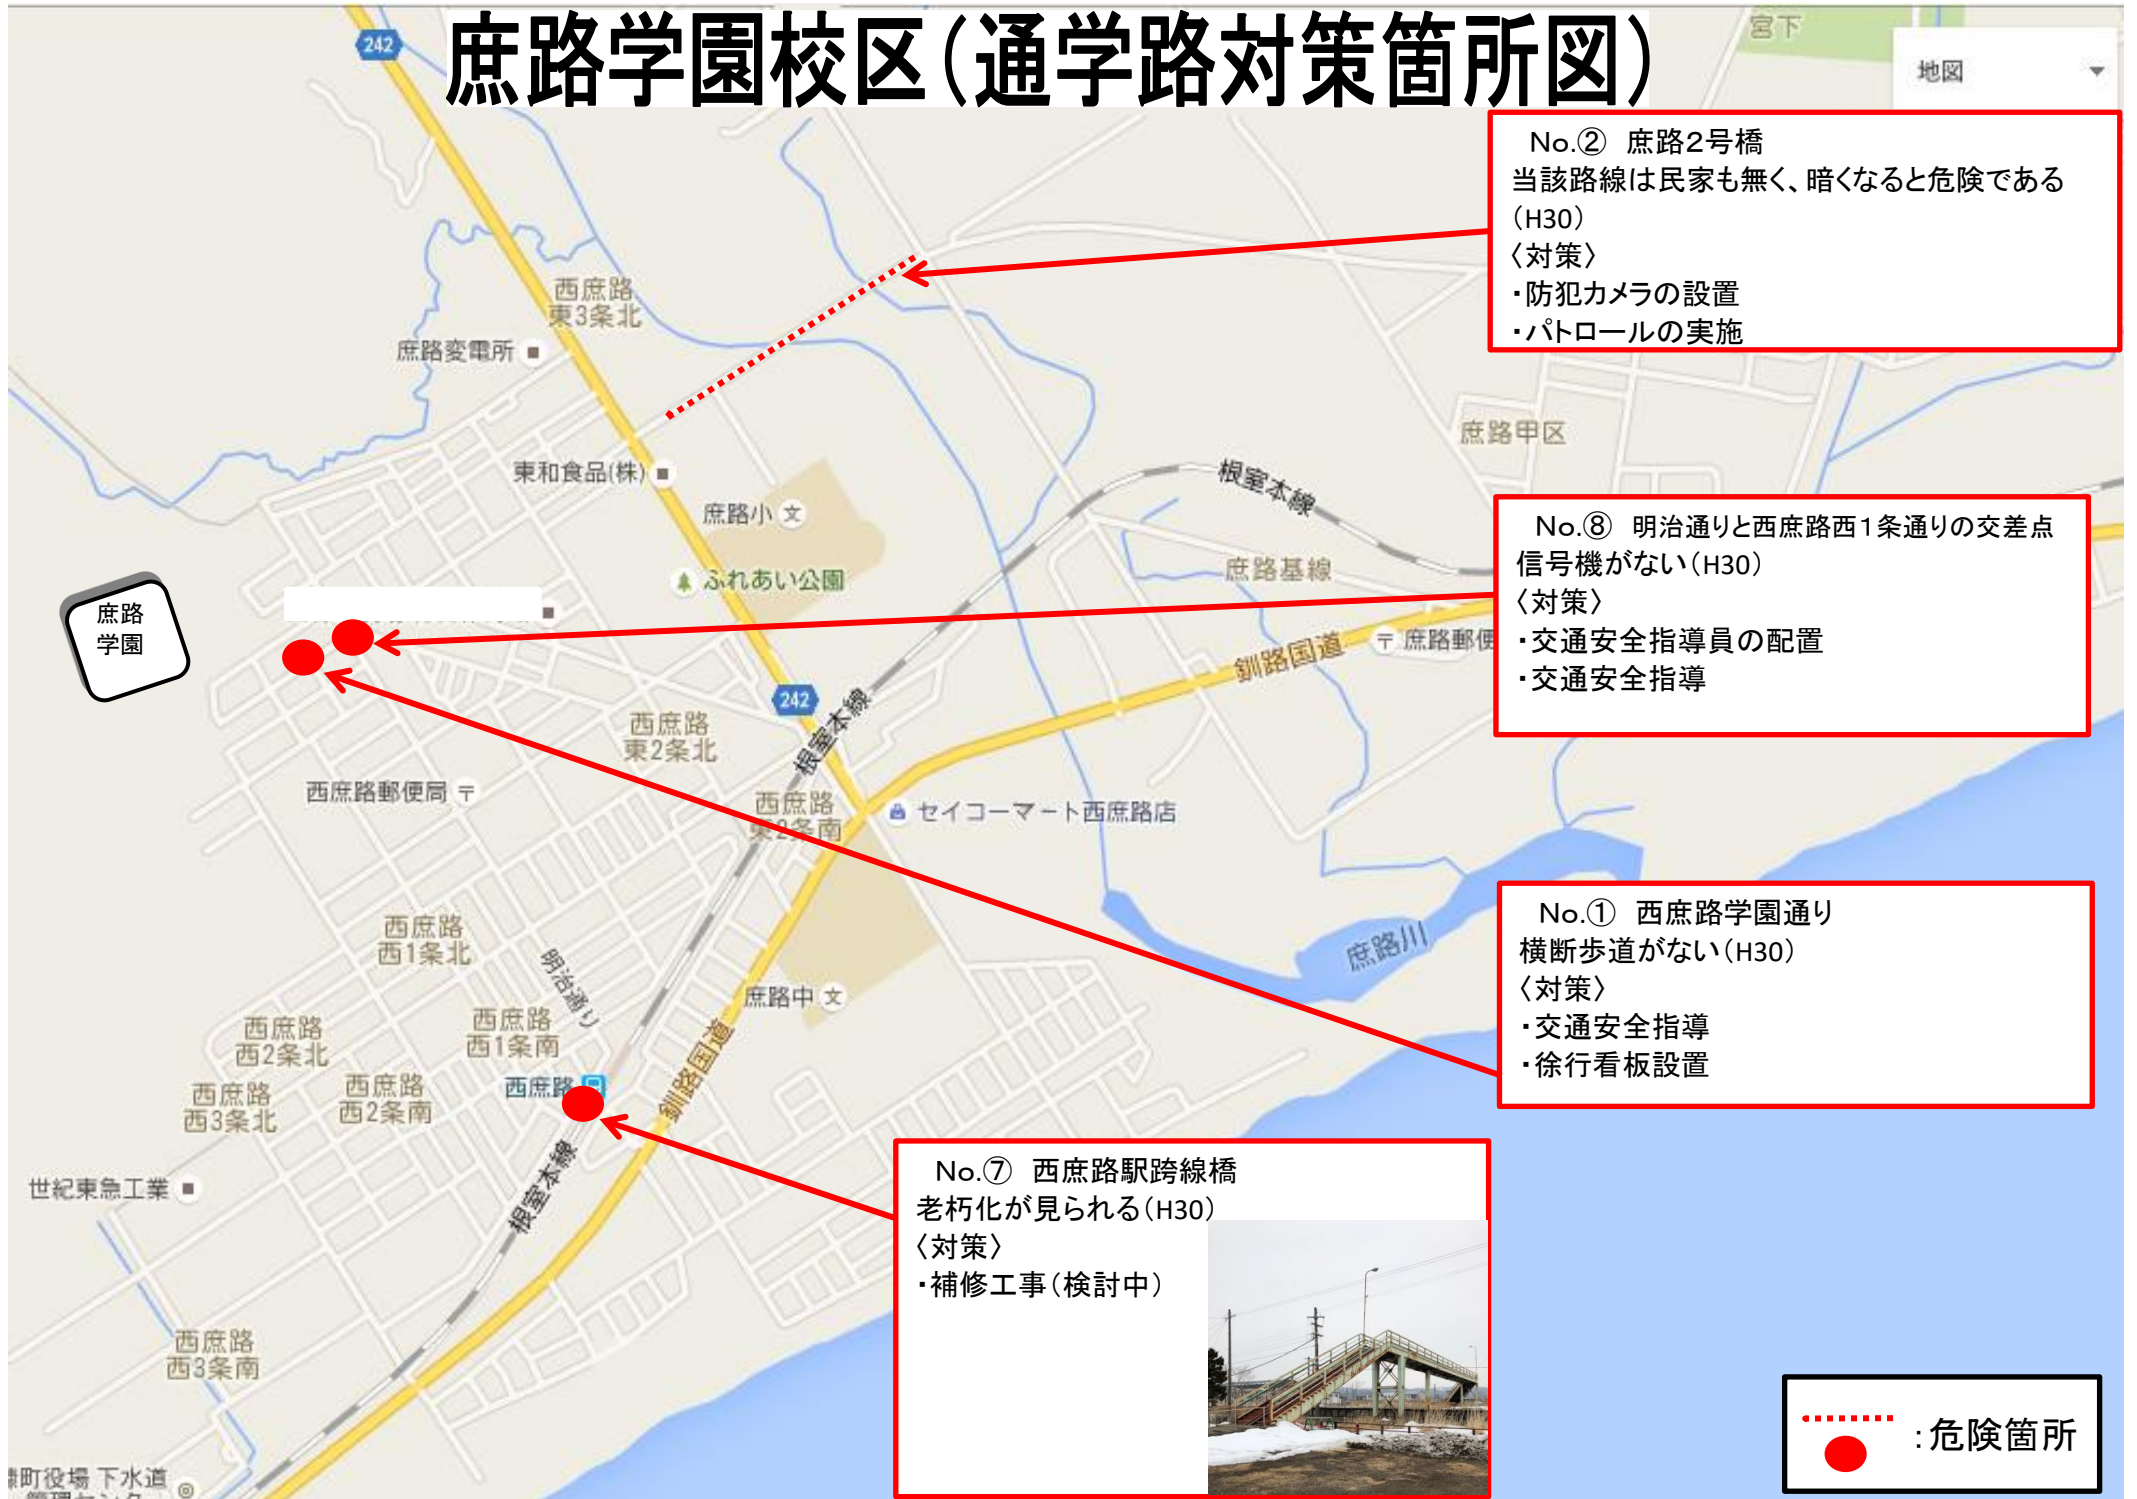 庶路学園校区(通学路対策箇所図)
242
宮下
地図
No.② 庶路2号橋
当該路線は民家も無く、暗くなると危険である
(H30)
〈対策〉
・防犯カメラの設置
・パトロールの実施
西庶路
東3条北
庶路変電所
東和食品(株)
庶路小 文
ふれあい公園
根室本線
庶路甲区
庶路基線
釧路国道
〒 庶路郵便
No.⑧ 明治通りと西庶路西1条通りの交差点
信号機がない(H30)
〈対策〉
・交通安全指導員の配置
・交通安全指導
庶路
学園
242
西庶路
東2条北
根室本線
西庶路郵便局 〒
西庶路
東2条南
セイコーマート西庶路店
No.① 西庶路学園通り
横断歩道がない(H30)
〈対策〉
・交通安全指導
・徐行看板設置
庶路川
西庶路
西1条北
明治通り
庶路中 文
西庶路
西2条北
西庶路
西1条南
西庶路
西3条北
西庶路
西2条南
西庶路
釧路国道
根室本線
世紀東急工業
No.⑦ 西庶路駅跨線橋
老朽化が見られる(H30)
〈対策〉
・補修工事(検討中)
西庶路
西3条南
町役場 下水道
:危険箇所